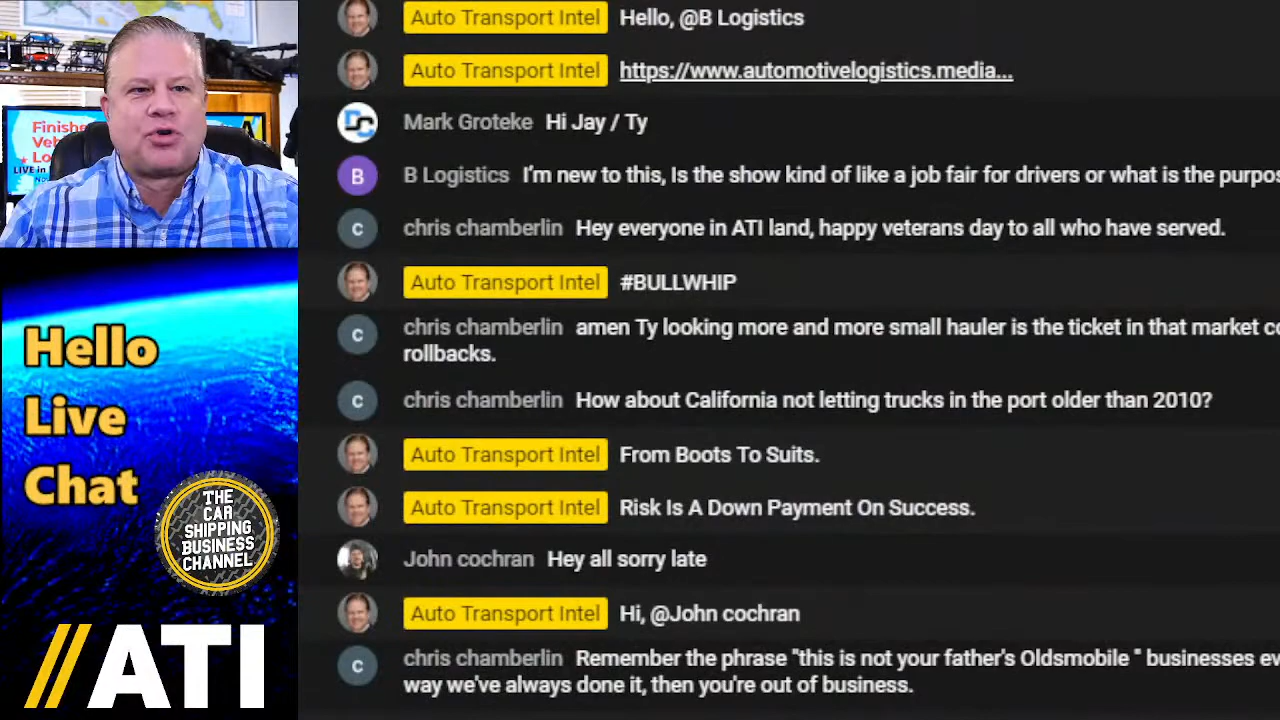 Auto Transport Intel Hello, @B Logistics
Auto Transport Intel https://www.automotivelogistics.media...
Mark Groteke Hi Jay / Ty
B Logistics I'm new to this, Is the show kind of like a job fair for drivers or what is the
chris chamberlin Hey everyone in ATI land, happy veterans day to all who have served.
Auto Transport Intel #BULLWHIP
chris chamberlin amen Ty looking more and more small hauler is the ticket in that market
rollbacks.
chris chamberlin How about California not letting trucks in the port older than 2010?
Auto Transport Intel From Boots To Suits.
Auto Transport Intel Risk Is A Down Payment On Success.
John cochran Hey all sorry late
Auto Transport Intel Hi, @John cochran
chris chamberlin Remember the phrase "this is not your father's Oldsmobile " businesses
way we've always done it, then you're out of business.
B
c
c
c
c
DC
LIVE in
Hello
Live
Chat
THE
CAR
SHIPPING
BUSINESS
CHANNEL
//ATI